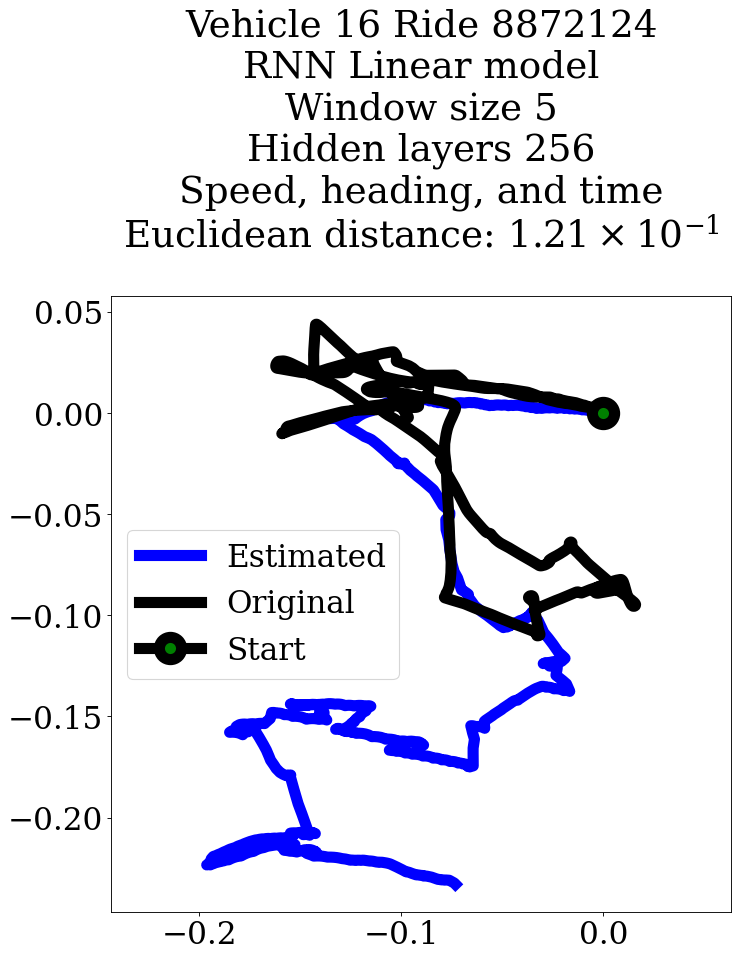 Vehicle 16 Ride 8872124
RNN Linear model
Window size 5
Hidden layers 256
Speed, heading, and time
Euclidean distance: 1.21 × 10⁻¹
0.05
0.00
−0.05
−0.10
−0.15
−0.20
Estimated
Original
Start
−0.2
−0.1
0.0